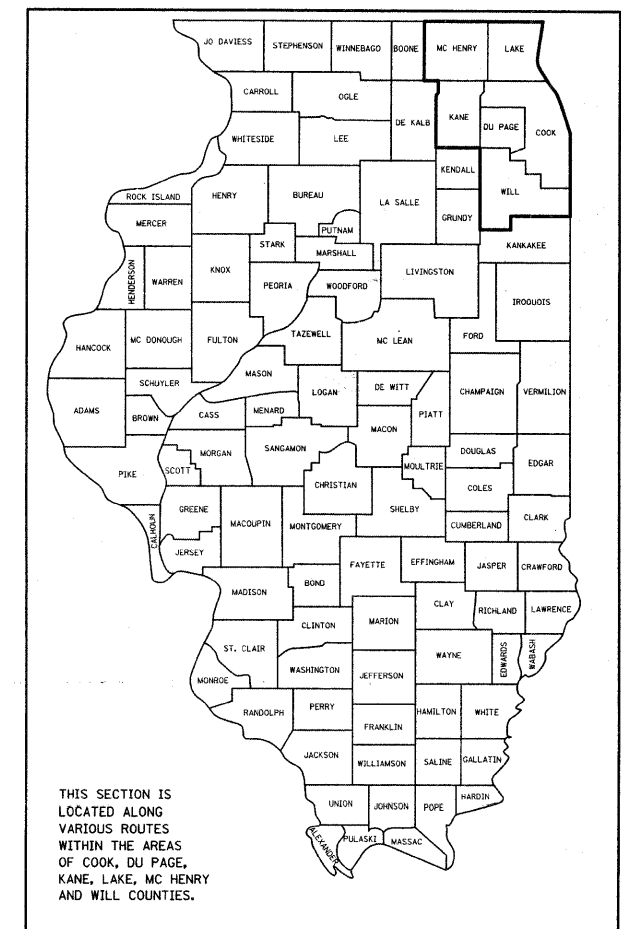 JO DAVIESS STEPHENSON WINNEBAGO BOONE MC HENRY LAKE
CARROLL OGLE DE KALB KANE DU PAGE COOK
WHITESIDE LEE
KENDALL WILL
ROCK ISLAND HENRY BUREAU LA SALLE GRUNDY
MERCER PUTNAM
STARK MARSHALL KANKAKEE
HENDERSON WARREN KNOX PEORIA WOODFORD LIVINGSTON IROQUOIS
HANCOCK MC DONOUGH FULTON TAZEWELL MC LEAN FORD
MASON
SCHUYLER LOGAN DE WITT CHAMPAIGN VERMILION
ADAMS BROWN CASS MENARD PIATT
MACON
PIKE SCOTT MORGAN SANGAMON MOULTRIE DOUGLAS EDGAR
CHRISTIAN COLES
CALHOUN GREENE MACOUPIN MONTGOMERY SHELBY CUMBERLAND CLARK
JERSEY
MADISON BOND FAYETTE EFFINGHAM JASPER CRAWFORD
CLINTON MARION CLAY RICHLAND LAWRENCE
ST. CLAIR WASHINGTON WAYNE EDWARDS WABASH
MONROE JEFFERSON
RANDOLPH PERRY HAMILTON WHITE
FRANKLIN
JACKSON WILLIAMSON SALINE GALLATIN
UNION JOHNSON POPE HARDIN
ALEXANDER PULASKI MASSAC
THIS SECTION IS
LOCATED ALONG
VARIOUS ROUTES
WITHIN THE AREAS
OF COOK, DU PAGE,
KANE, LAKE, MC HENRY
AND WILL COUNTIES.